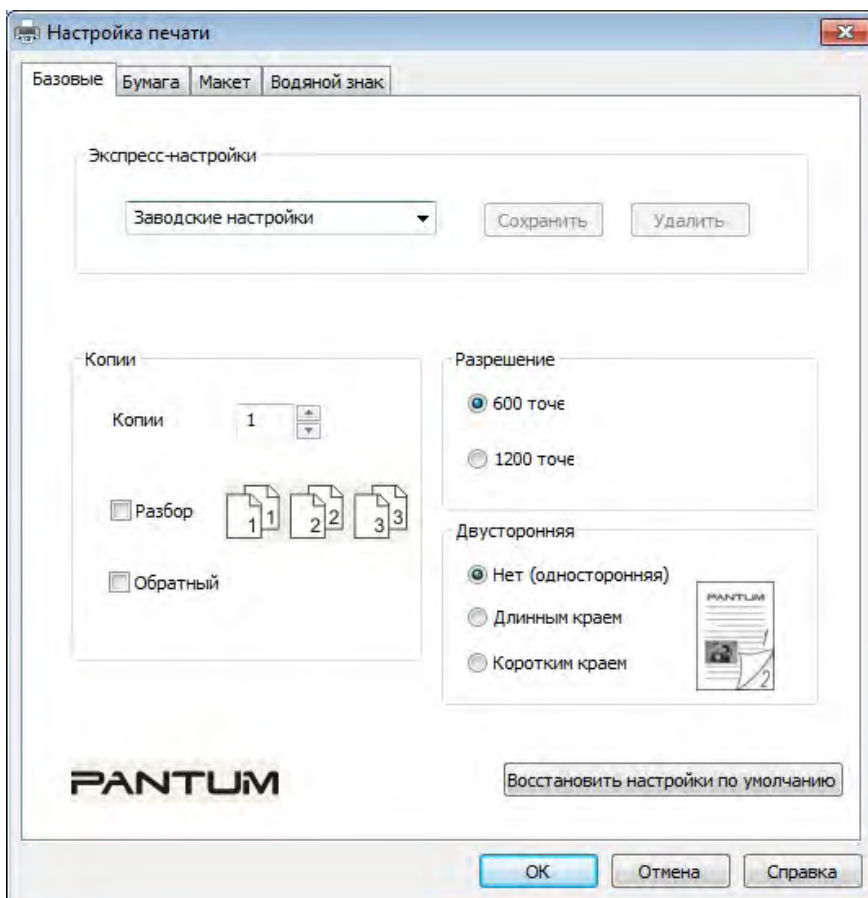 Настройка печати
Базовые Бумага Макет Водяной знак
Экспресс-настройки
Заводские настройки Сохранить Удалить
Копии
Копии 1
Разбор 1 1 2 2 3 3
Обратный
Разрешение
600 точе
1200 точе
Двусторонняя
Нет (односторонняя)
Длинным краем
Коротким краем
PANTUM
1
2
PANTUM
Восстановить настройки по умолчанию
ОК Отмена Справка